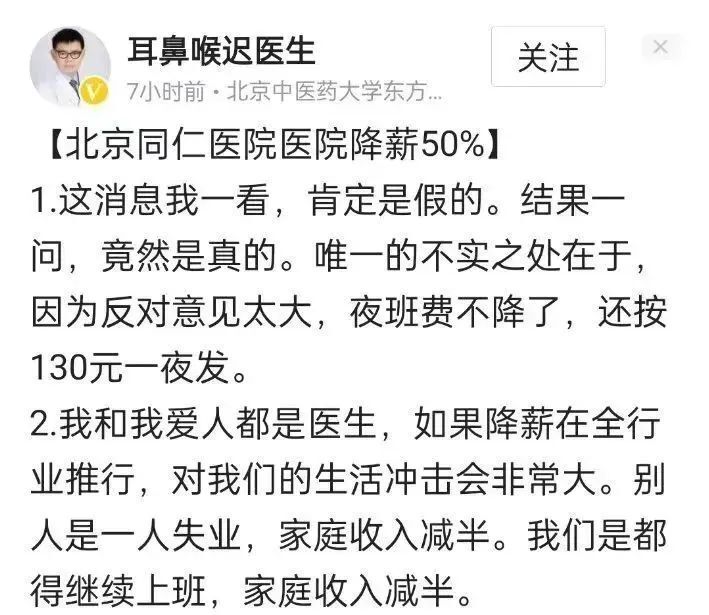 耳鼻喉迟医生
7小时前·北京中医药大学东方...
关注
【北京同仁医院医院降薪50%】
1.这消息我一看，肯定是假的。结果一
问，竟然是真的。唯一的不实之处在于，
因为反对意见太大，夜班费不降了，还按
130元一夜发。
2.我和我爱人都是医生，如果降薪在全行
业推行，对我们的生活冲击会非常大。别
人是一人失业，家庭收入减半。我们是都
得继续上班，家庭收入减半。